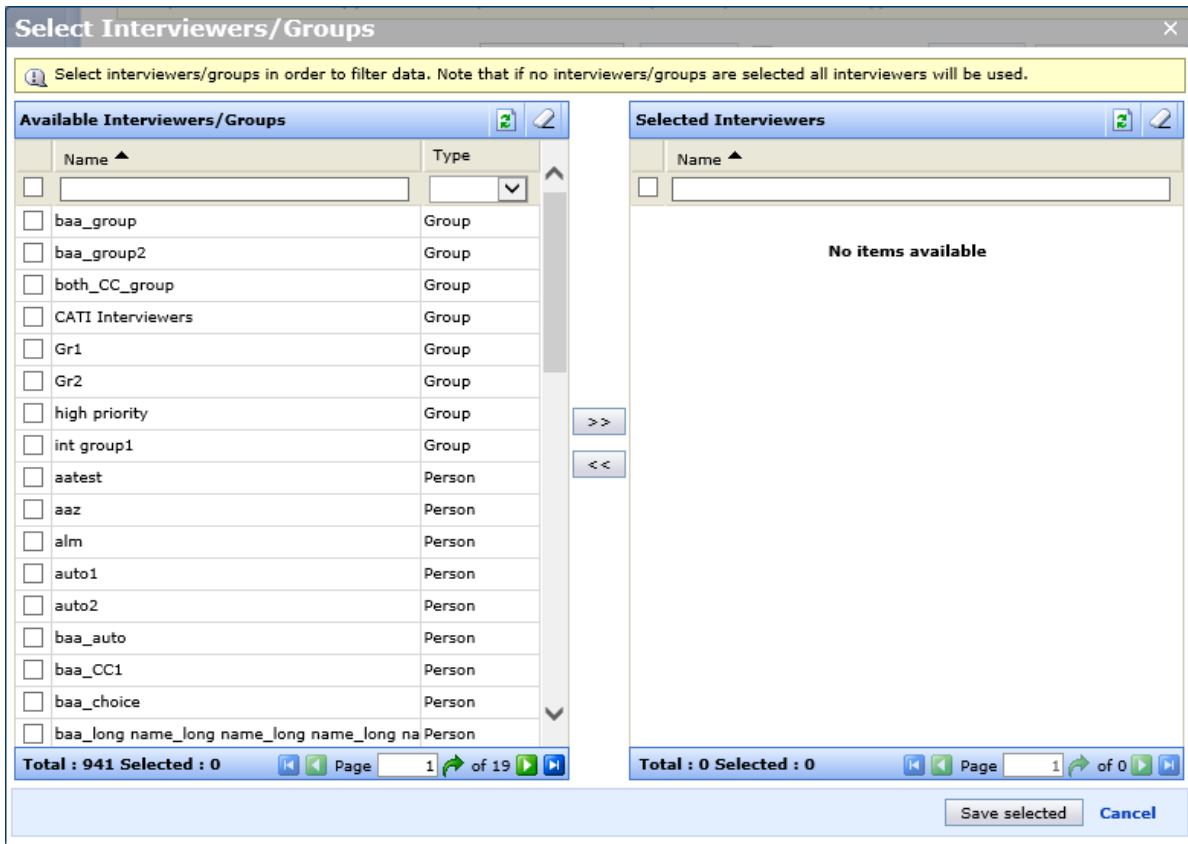 Select Interviewers/Groups
Select interviewers/groups in order to filter data. Note that if no interviewers/groups are selected all interviewers will be used.
Available Interviewers/Groups
Name Type
baa_group Group
baa_group2 Group
both_CC_group Group
CATI Interviewers Group
Gr1 Group
Gr2 Group
high priority Group
int group1 Group
aatest Person
aaz Person
alm Person
auto1 Person
auto2 Person
baa_auto Person
baa_CC1 Person
baa_choice Person
baa_long name_long name_long name_long na Person
Total : 941 Selected : 0 Page 1 of 19
>>
<<
Selected Interviewers
Name
No items available
Total : 0 Selected : 0 Page 1 of 0
Save selected Cancel